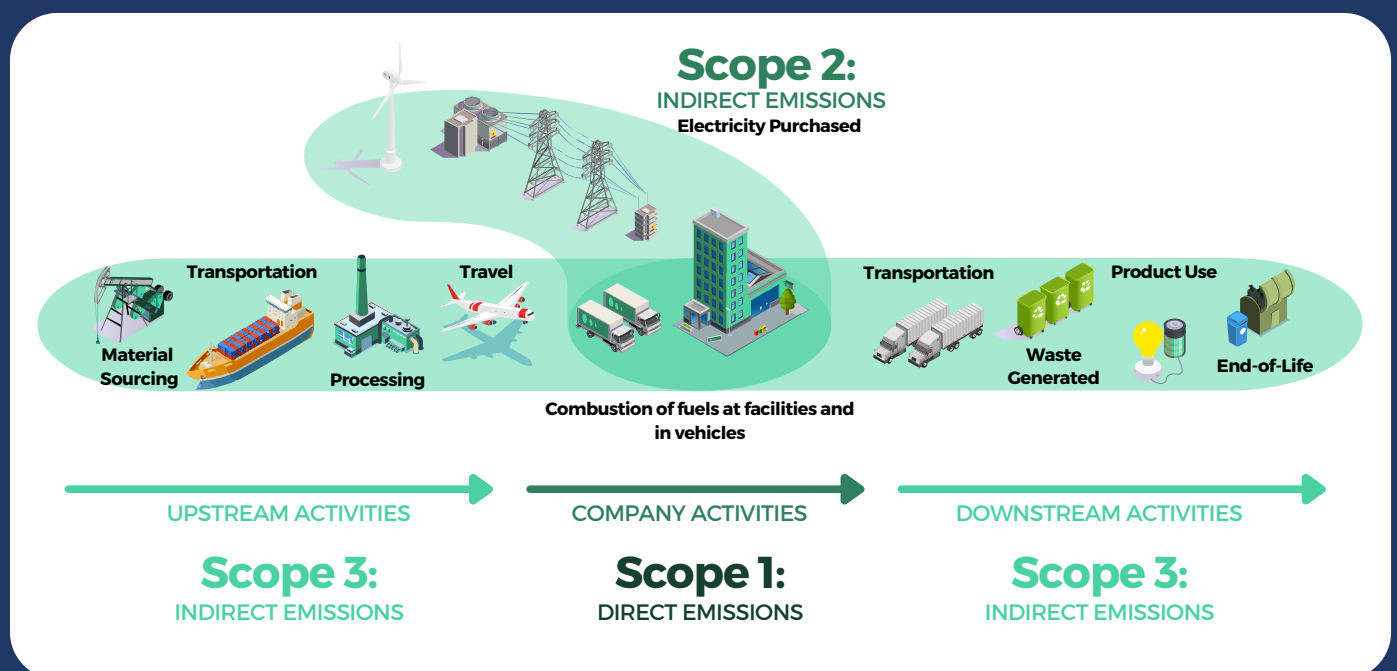 Scope 2:
INDIRECT EMISSIONS
Electricity Purchased
Material
Sourcing
Transportation
Processing
Travel
Combustion of fuels at facilities and
in vehicles
Transportation
Waste
Generated
Product Use
End-of-Life
UPSTREAM ACTIVITIES
Scope 3:
INDIRECT EMISSIONS
COMPANY ACTIVITIES
Scope 1:
DIRECT EMISSIONS
DOWNSTREAM ACTIVITIES
Scope 3:
INDIRECT EMISSIONS